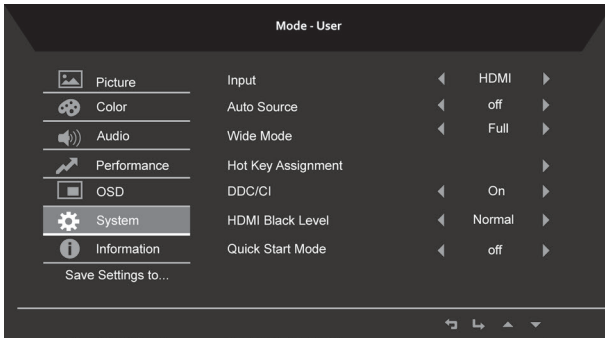 Mode - User
Picture
Input HDMI
Color
Auto Source off
Audio
Wide Mode Full
Performance
Hot Key Assignment
OSD
DDC/CI On
System
HDMI Black Level Normal
Information
Quick Start Mode off
Save Settings to...